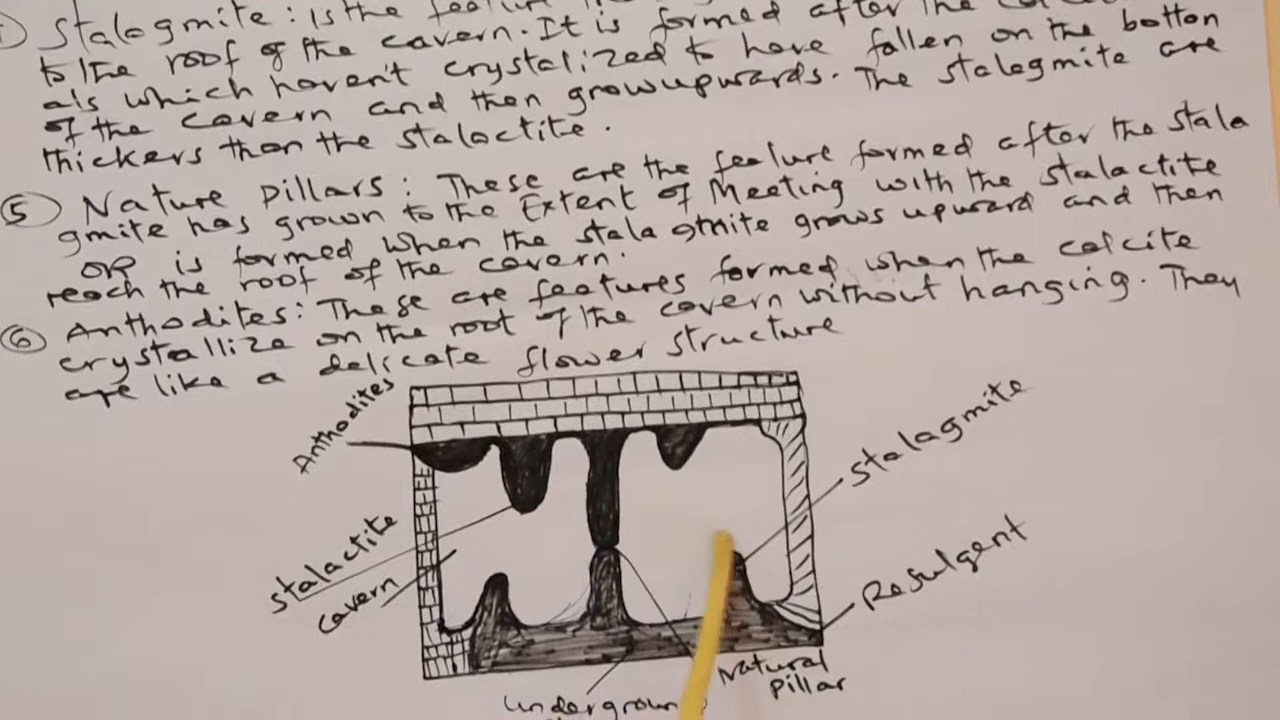 Stalagmite: Is the
to the roof of the cavern. It is formed after the
als which haven't crystalized to have fallen on the botton
of the cavern and then grow upwards. The stalegmite are
thickers than the stalactite.
5 Nature Pillars: These are the feature formed after the stala
gmite has grown to the Extent of Meeting with the stalactite
OR is formed when the stalagmite grows upward and then
reach the roof of the cavern.
6 Anthodites: These are features formed when the calcite
crystallize on the root of the cavern without hanging. They
are like a delicate flower structure
Anthodites
stalagmite
stalactite
cavern
Resulgent
Natural
pillar